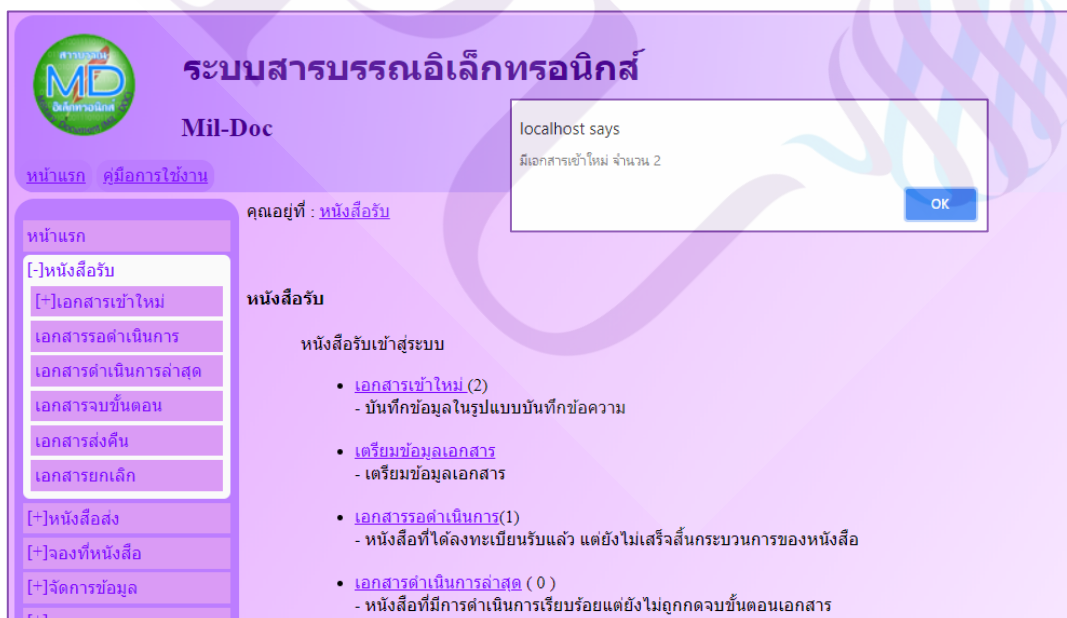 สารบรรณ
MD
อิเล็กทรอนิกส์
ระบบสารบรรณอิเล็กทรอนิกส์
Mil-Doc
localhost says
มีเอกสารเข้าใหม่ จำนวน 2
OK
หน้าแรก คู่มือการใช้งาน
คุณอยู่ที่ : หนังสือรับ
หน้าแรก
[-]หนังสือรับ
[+]เอกสารเข้าใหม่
เอกสารรอดำเนินการ
เอกสารดำเนินการล่าสุด
เอกสารจบขั้นตอน
เอกสารส่งคืน
เอกสารยกเลิก
[+]หนังสือส่ง
[+]จองที่หนังสือ
[+]จัดการข้อมูล
หนังสือรับ
หนังสือรับเข้าสู่ระบบ
• เอกสารเข้าใหม่ (2)
- บันทึกข้อมูลในรูปแบบบันทึกข้อความ
• เตรียมข้อมูลเอกสาร
- เตรียมข้อมูลเอกสาร
• เอกสารรอดำเนินการ(1)
- หนังสือที่ได้ลงทะเบียนรับแล้ว แต่ยังไม่เสร็จสิ้นกระบวนการของหนังสือ
• เอกสารดำเนินการล่าสุด ( 0 )
- หนังสือที่มีการดำเนินการเรียบร้อยแต่ยังไม่ถูกกดจบขั้นตอนเอกสาร